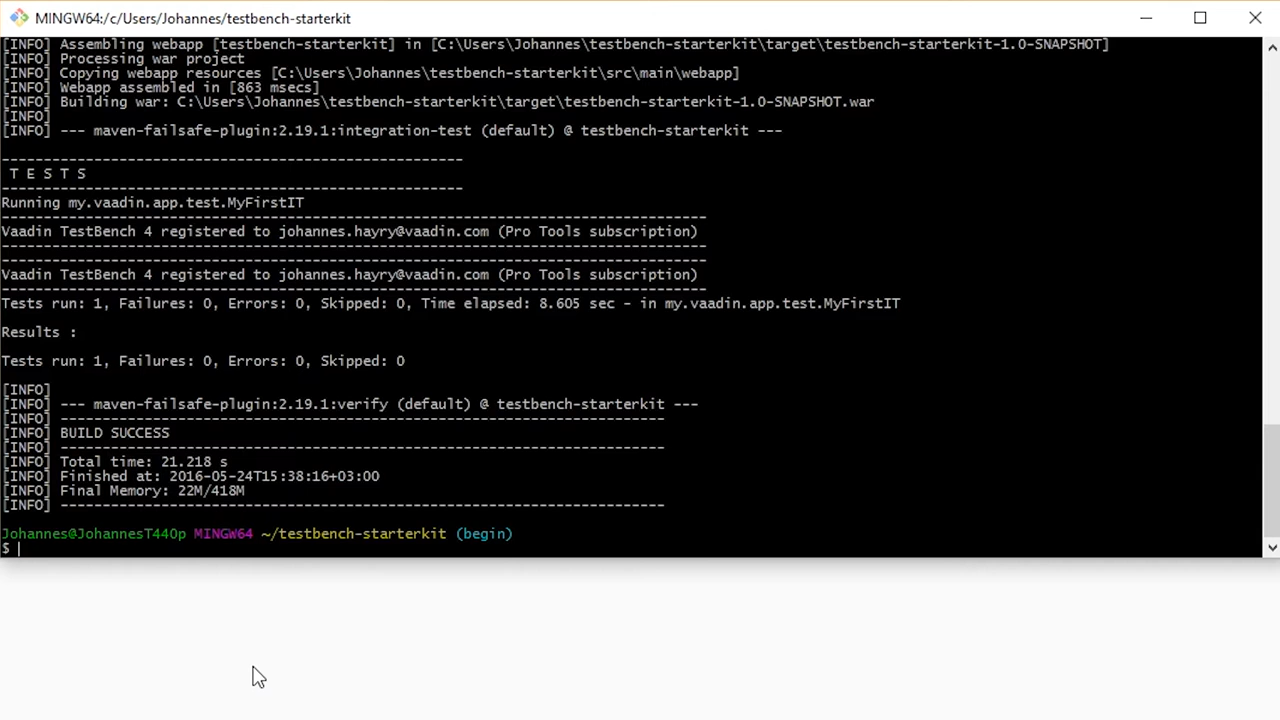 MINGW64:/c/Users/Johannes/testbench-starterkit
[INFO] Assembling webapp [testbench-starterkit] in [C:\Users\Johannes\testbench-starterkit\target\testbench-starterkit-1.0-SNAPSHOT]
[INFO] Processing war project
[INFO] Copying webapp resources [C:\Users\Johannes\testbench-starterkit\src\main\webapp]
[INFO] Webapp assembled in [863 msecs]
[INFO] Building war: C:\Users\Johannes\testbench-starterkit\target\testbench-starterkit-1.0-SNAPSHOT.war
[INFO]
[INFO] --- maven-failsafe-plugin:2.19.1:integration-test (default) @ testbench-starterkit ---
-------------------------------------------------------
T E S T S
-------------------------------------------------------
Running my.vaadin.app.test.MyFirstIT
------------------------------------------------------------------------------------
Vaadin TestBench 4 registered to johannes.hayry@vaadin.com (Pro Tools subscription)
------------------------------------------------------------------------------------
------------------------------------------------------------------------------------
Vaadin TestBench 4 registered to johannes.hayry@vaadin.com (Pro Tools subscription)
------------------------------------------------------------------------------------
Tests run: 1, Failures: 0, Errors: 0, Skipped: 0, Time elapsed: 8.605 sec - in my.vaadin.app.test.MyFirstIT
Results :
Tests run: 1, Failures: 0, Errors: 0, Skipped: 0
[INFO]
[INFO] --- maven-failsafe-plugin:2.19.1:verify (default) @ testbench-starterkit ---
[INFO] ------------------------------------------------------------------------
[INFO] BUILD SUCCESS
[INFO] ------------------------------------------------------------------------
[INFO] Total time: 21.218 s
[INFO] Finished at: 2016-05-24T15:38:16+03:00
[INFO] Final Memory: 22M/418M
[INFO] ------------------------------------------------------------------------
Johannes@JohannesT440p MINGW64 ~/testbench-starterkit (begin)
$